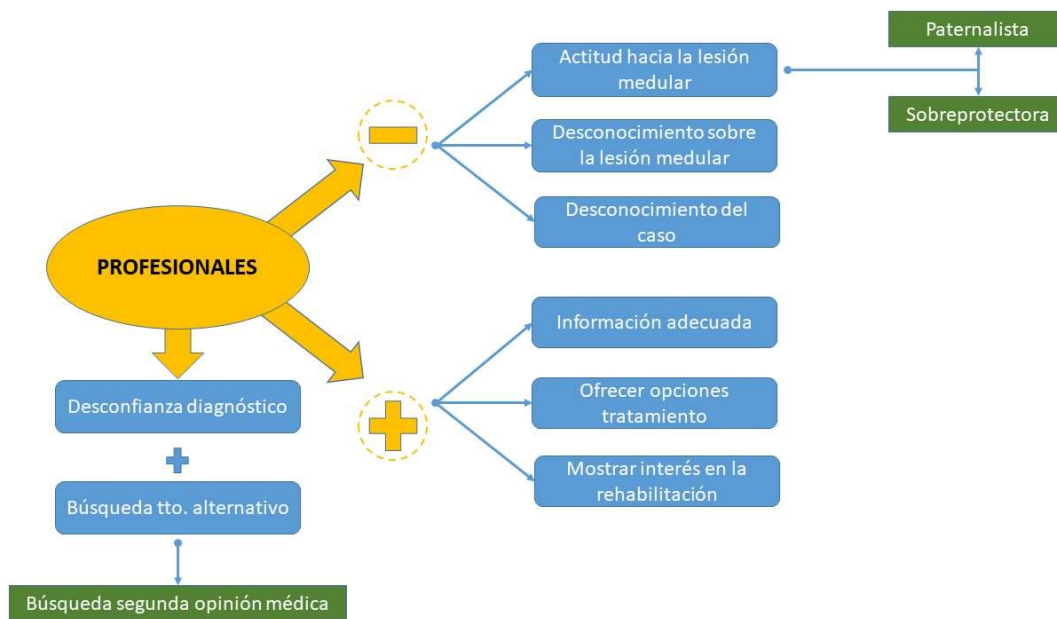 PROFESIONALES
Actitud hacia la lesión
medular
Paternalista
Sobreprotectora
Desconocimiento sobre
la lesión medular
Desconocimiento del
caso
Información adecuada
Ofrecer opciones
tratamiento
Mostrar interés en la
rehabilitación
Desconfianza diagnóstico
Búsqueda tto. alternativo
Búsqueda segunda opinión médica